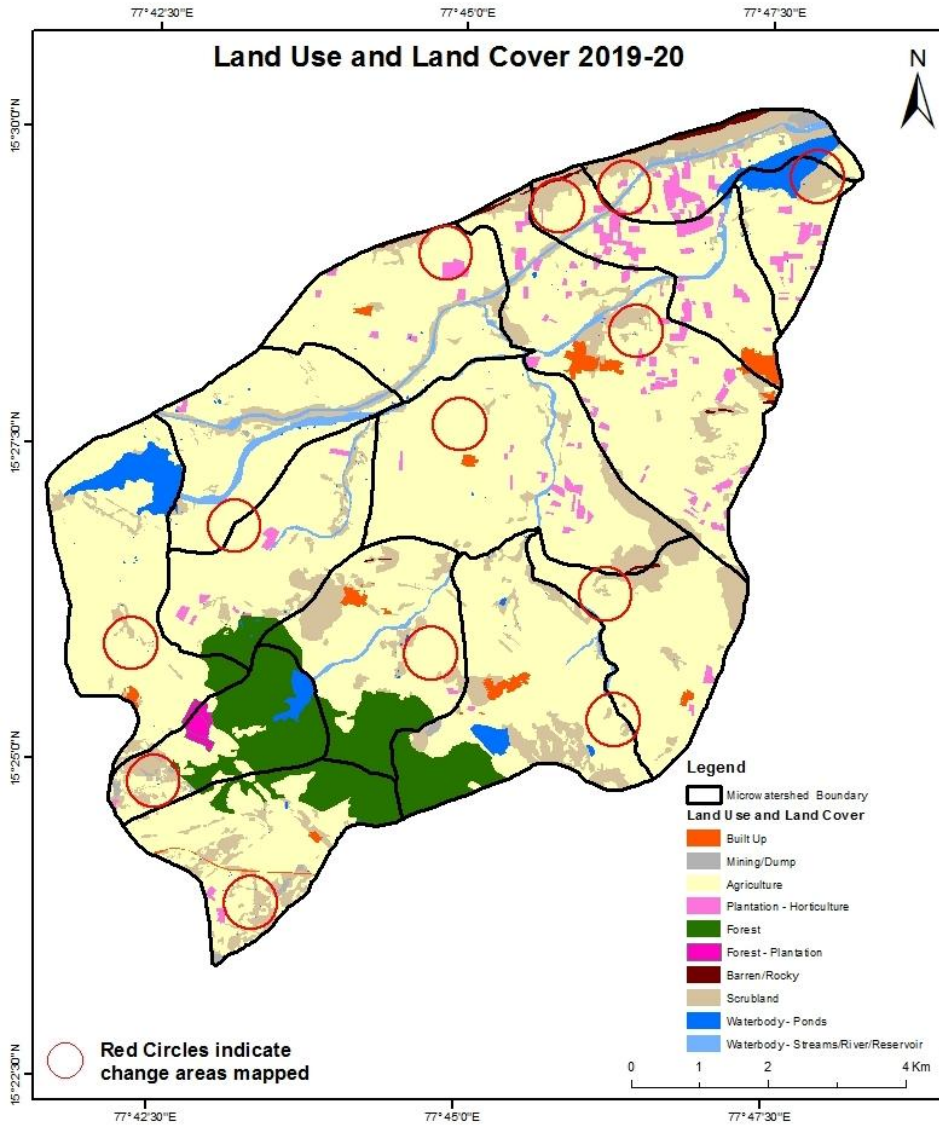 77°42'30"E
77°45'0"E
77°47'30"E
Land Use and Land Cover 2019-20
N
15°30'0"N
15°27'30"N
15°25'0"N
15°22'30"N
Legend
Microwatershed Boundary
Land Use and Land Cover
Built Up
Mining/Dump
Agriculture
Plantation - Horticulture
Forest
Forest - Plantation
Barren/Rocky
Scrubland
Waterbody - Ponds
Waterbody - Streams/River/Reservoir
Red Circles indicate
change areas mapped
0 1 2 4 Km
77°42'30"E
77°45'0"E
77°47'30"E